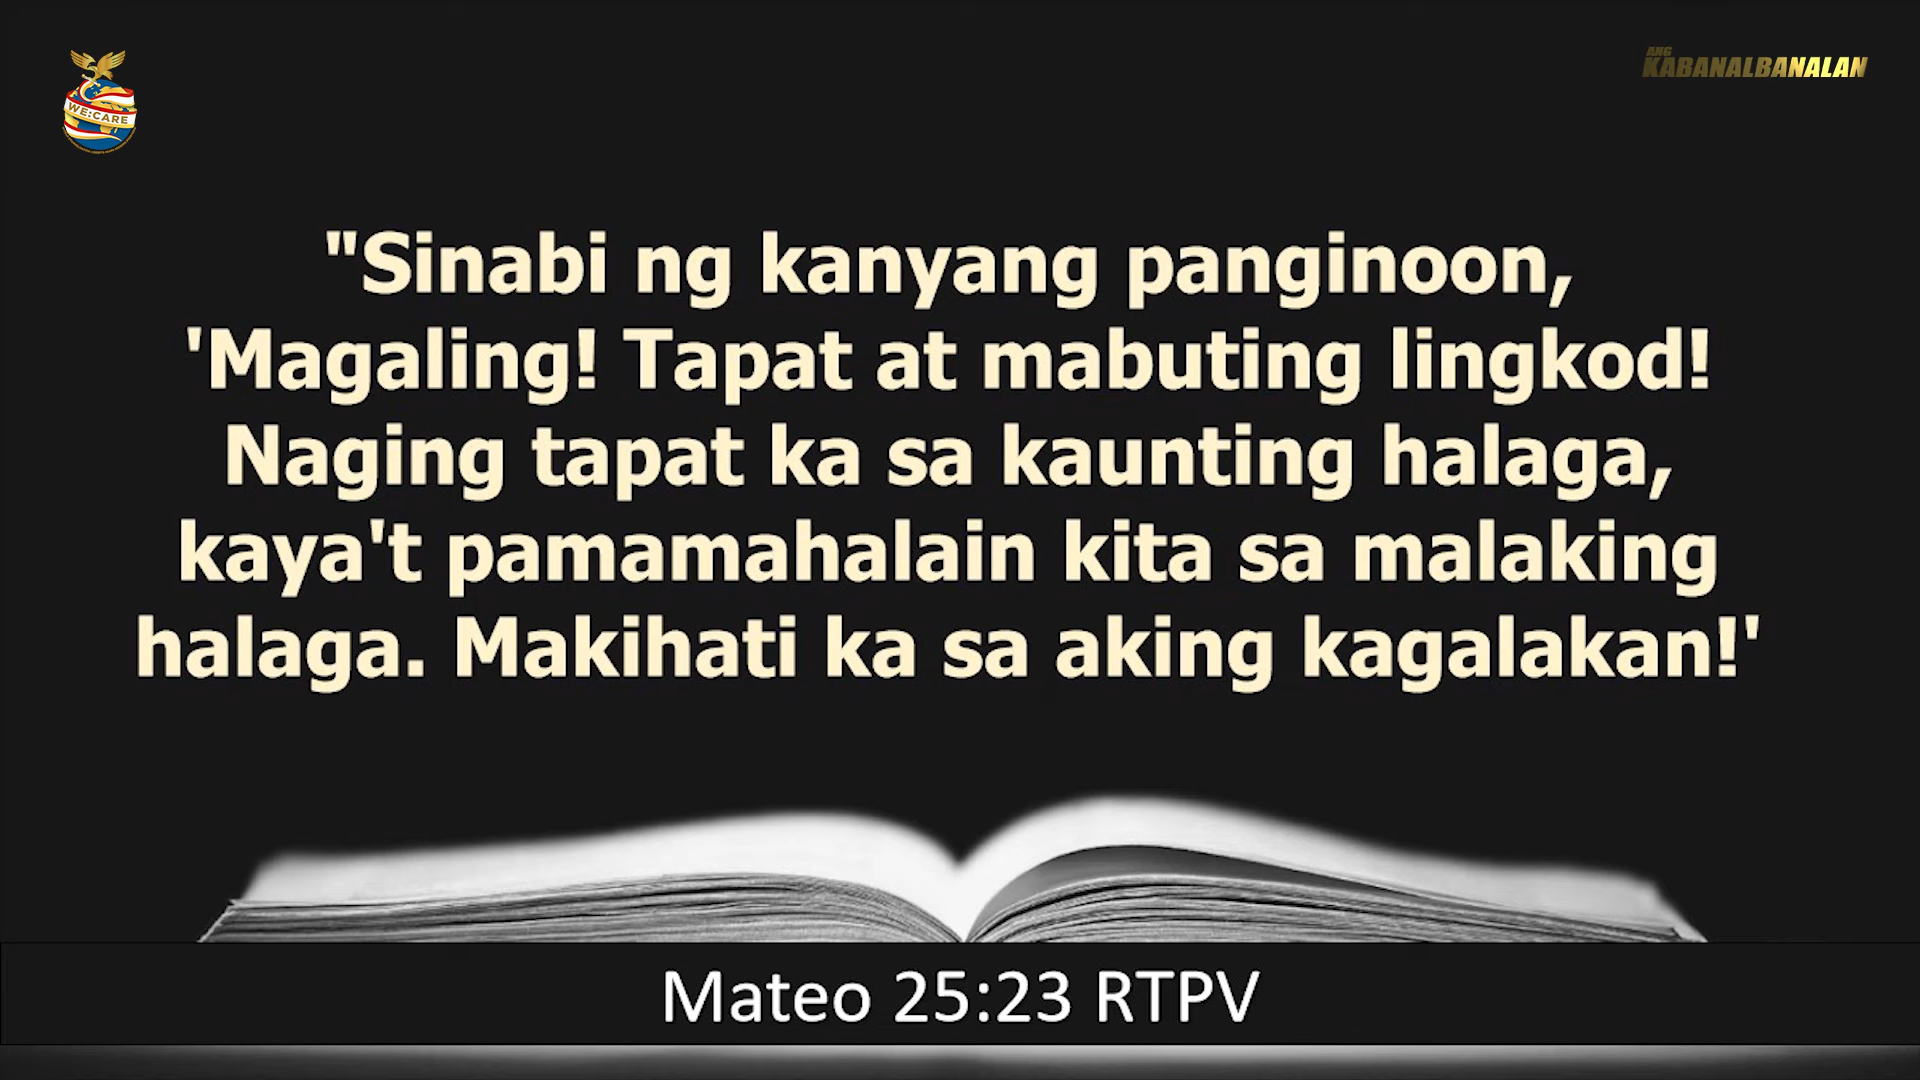 WE:CARE
ANG
KABANALBANALAN
"Sinabi ng kanyang panginoon,
'Magaling! Tapat at mabuting lingkod!
Naging tapat ka sa kaunting halaga,
kaya't pamamahalain kita sa malaking
halaga. Makihati ka sa aking kagalakan!'
Mateo 25:23 RTPV